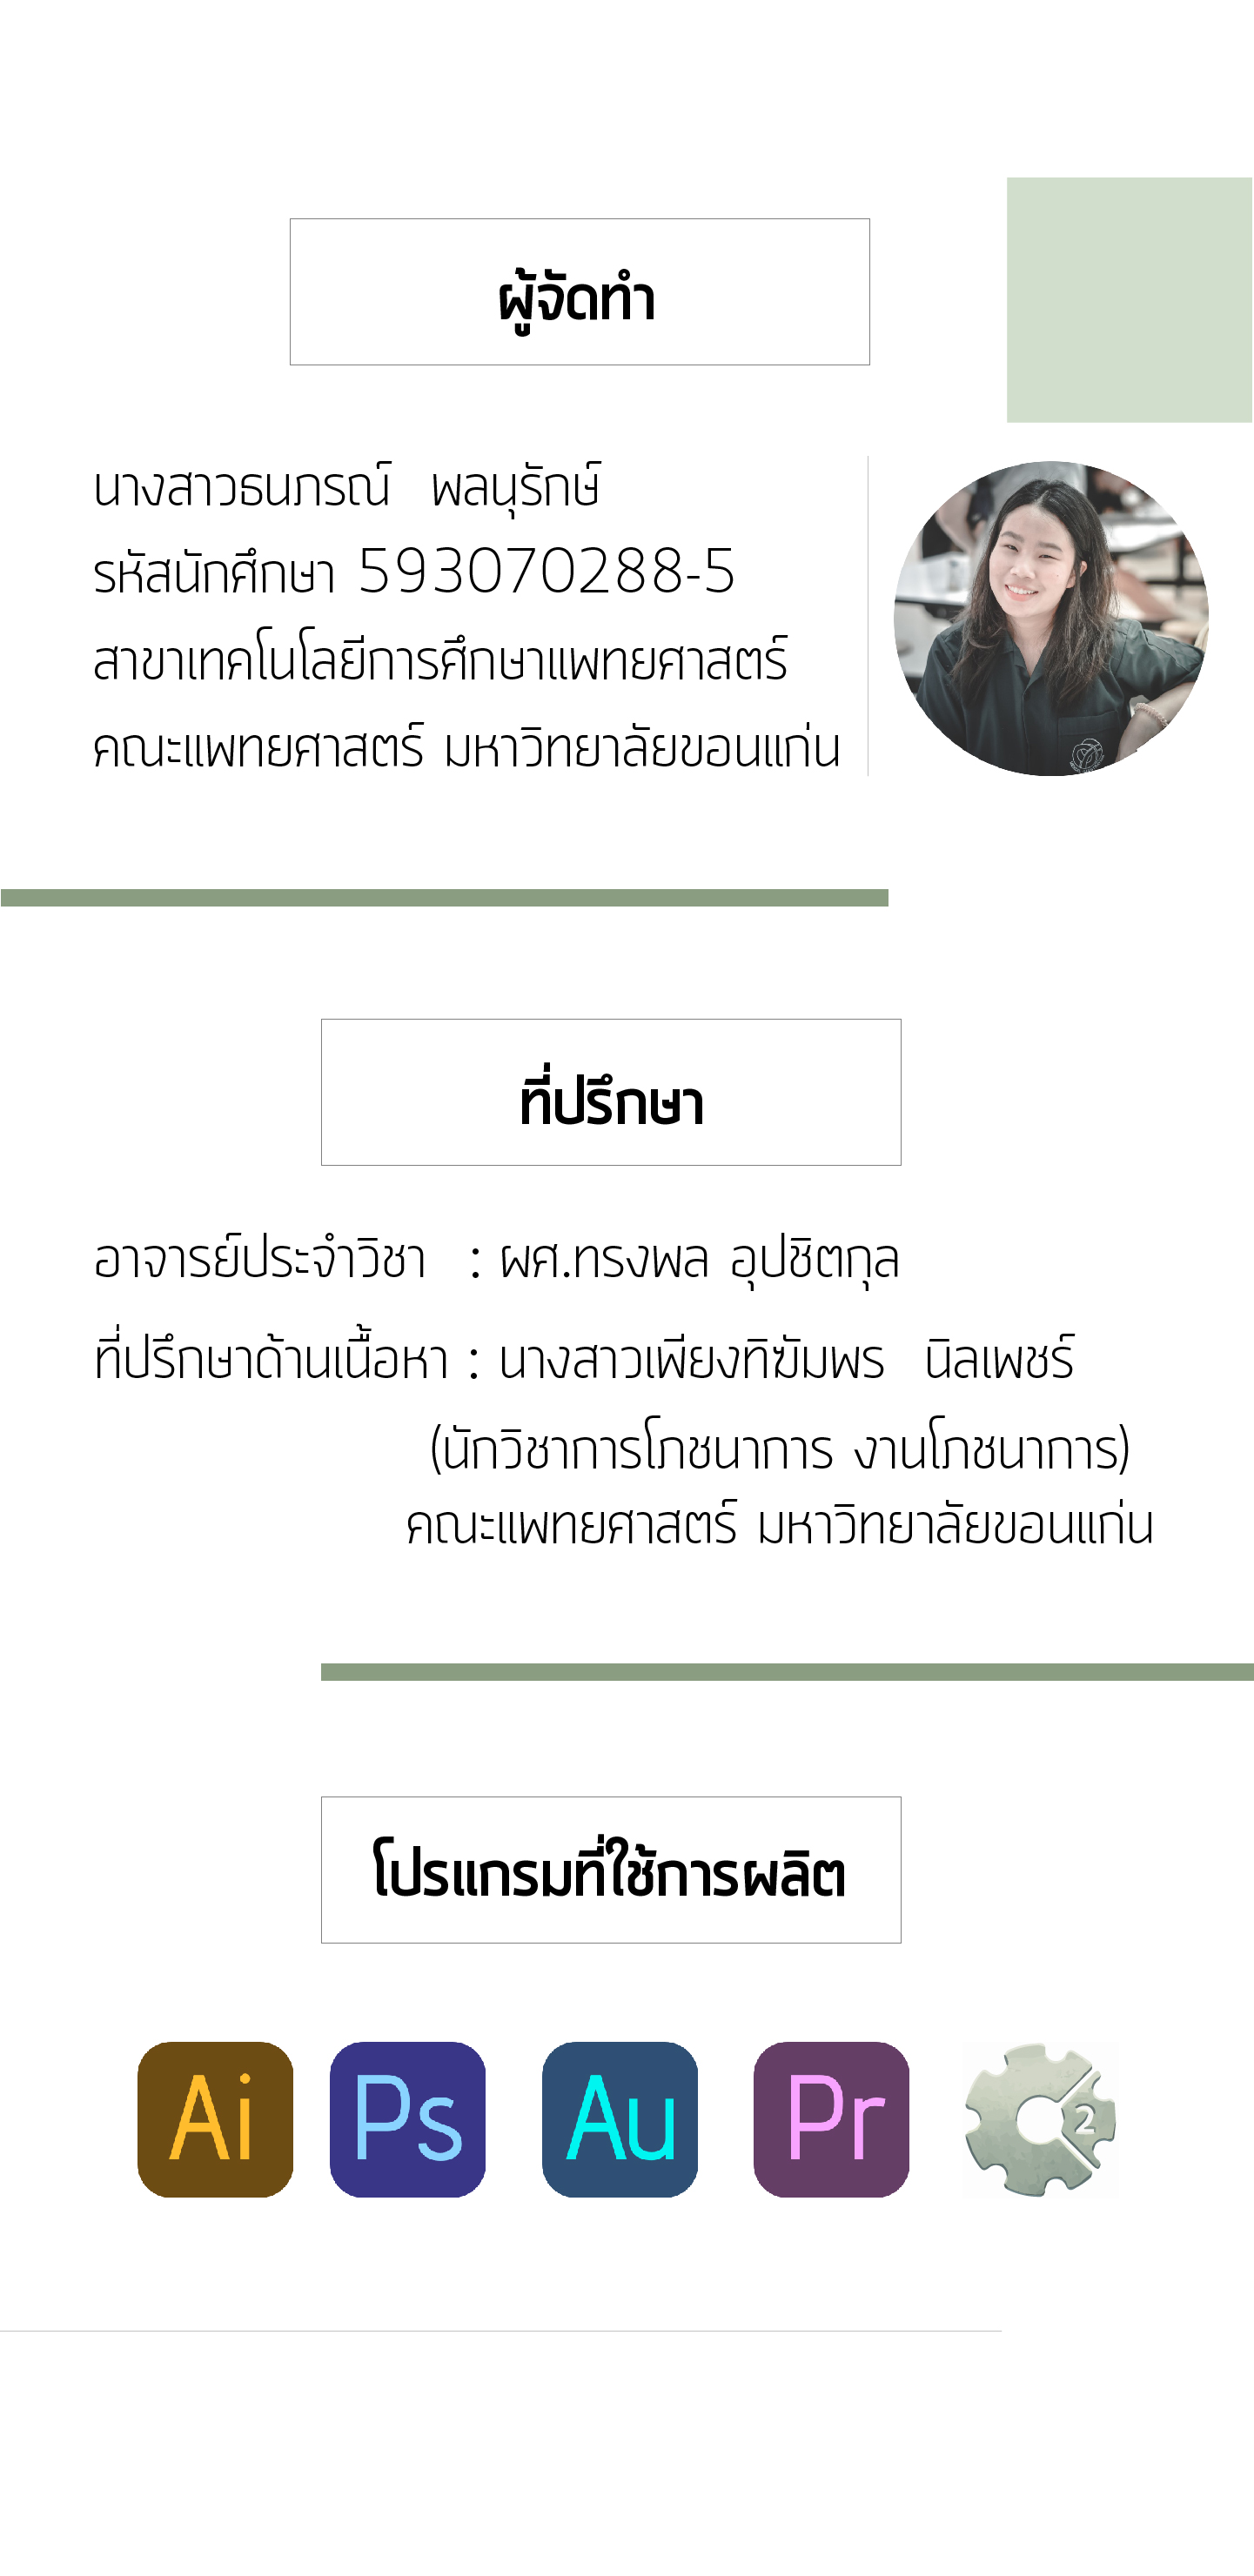 ผู้จัดทำ
นางสาวธนภรณ์ พลนุรักษ์
รหัสนักศึกษา 593070288-5
สาขาเทคโนโลยีการศึกษาแพทยศาสตร์
คณะแพทยศาสตร์ มหาวิทยาลัยขอนแก่น
ที่ปรึกษา
อาจารย์ประจำวิชา : ผศ.ทรงพล อุปชิตกุล
ที่ปรึกษาด้านเนื้อหา : นางสาวเพียงทิฆัมพร นิลเพชร์
(นักวิชาการโภชนาการ งานโภชนาการ)
คณะแพทยศาสตร์ มหาวิทยาลัยขอนแก่น
โปรแกรมที่ใช้การผลิต
Ai Ps Au Pr 2